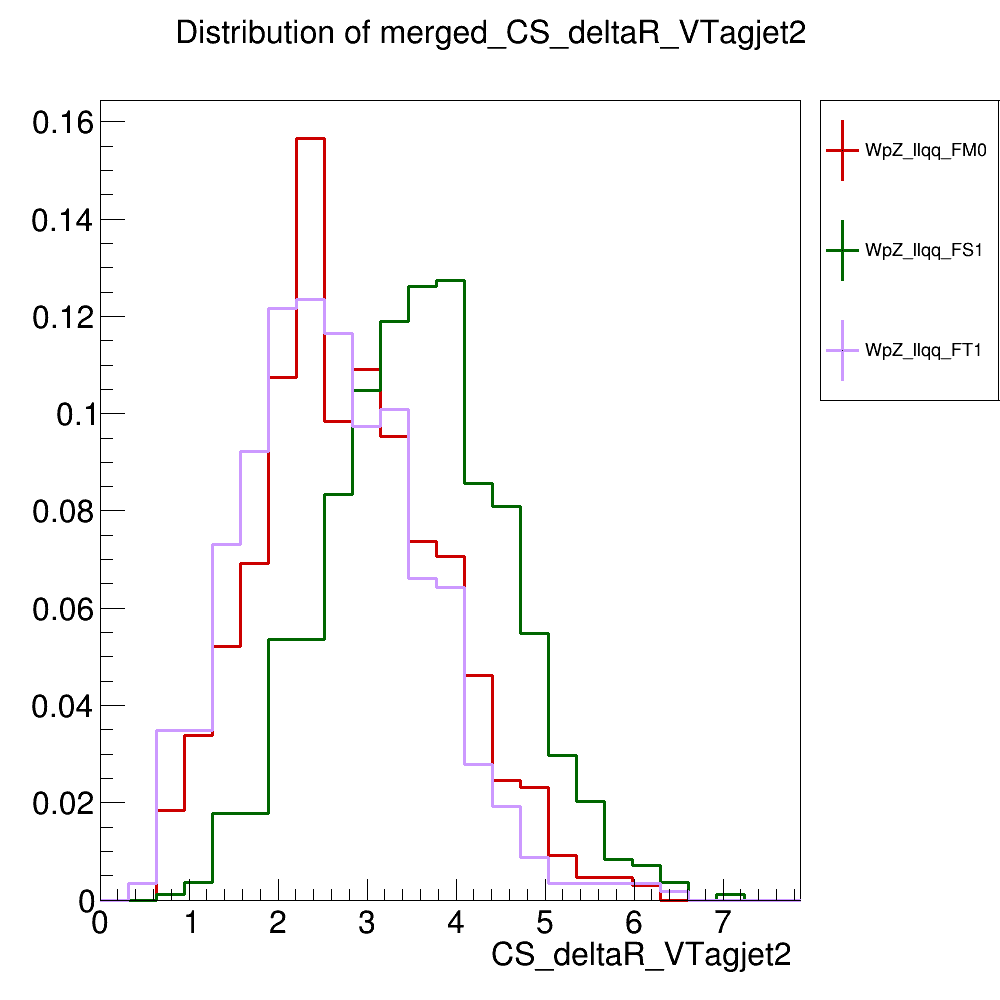 Distribution of merged_CS_deltaR_VTagjet2
0.16
0.14
0.12
0.1
0.08
0.06
0.04
0.02
0
0 1 2 3 4 5 6 7
CS_deltaR_VTagjet2
WpZ_llqq_FM0
WpZ_llqq_FS1
WpZ_llqq_FT1